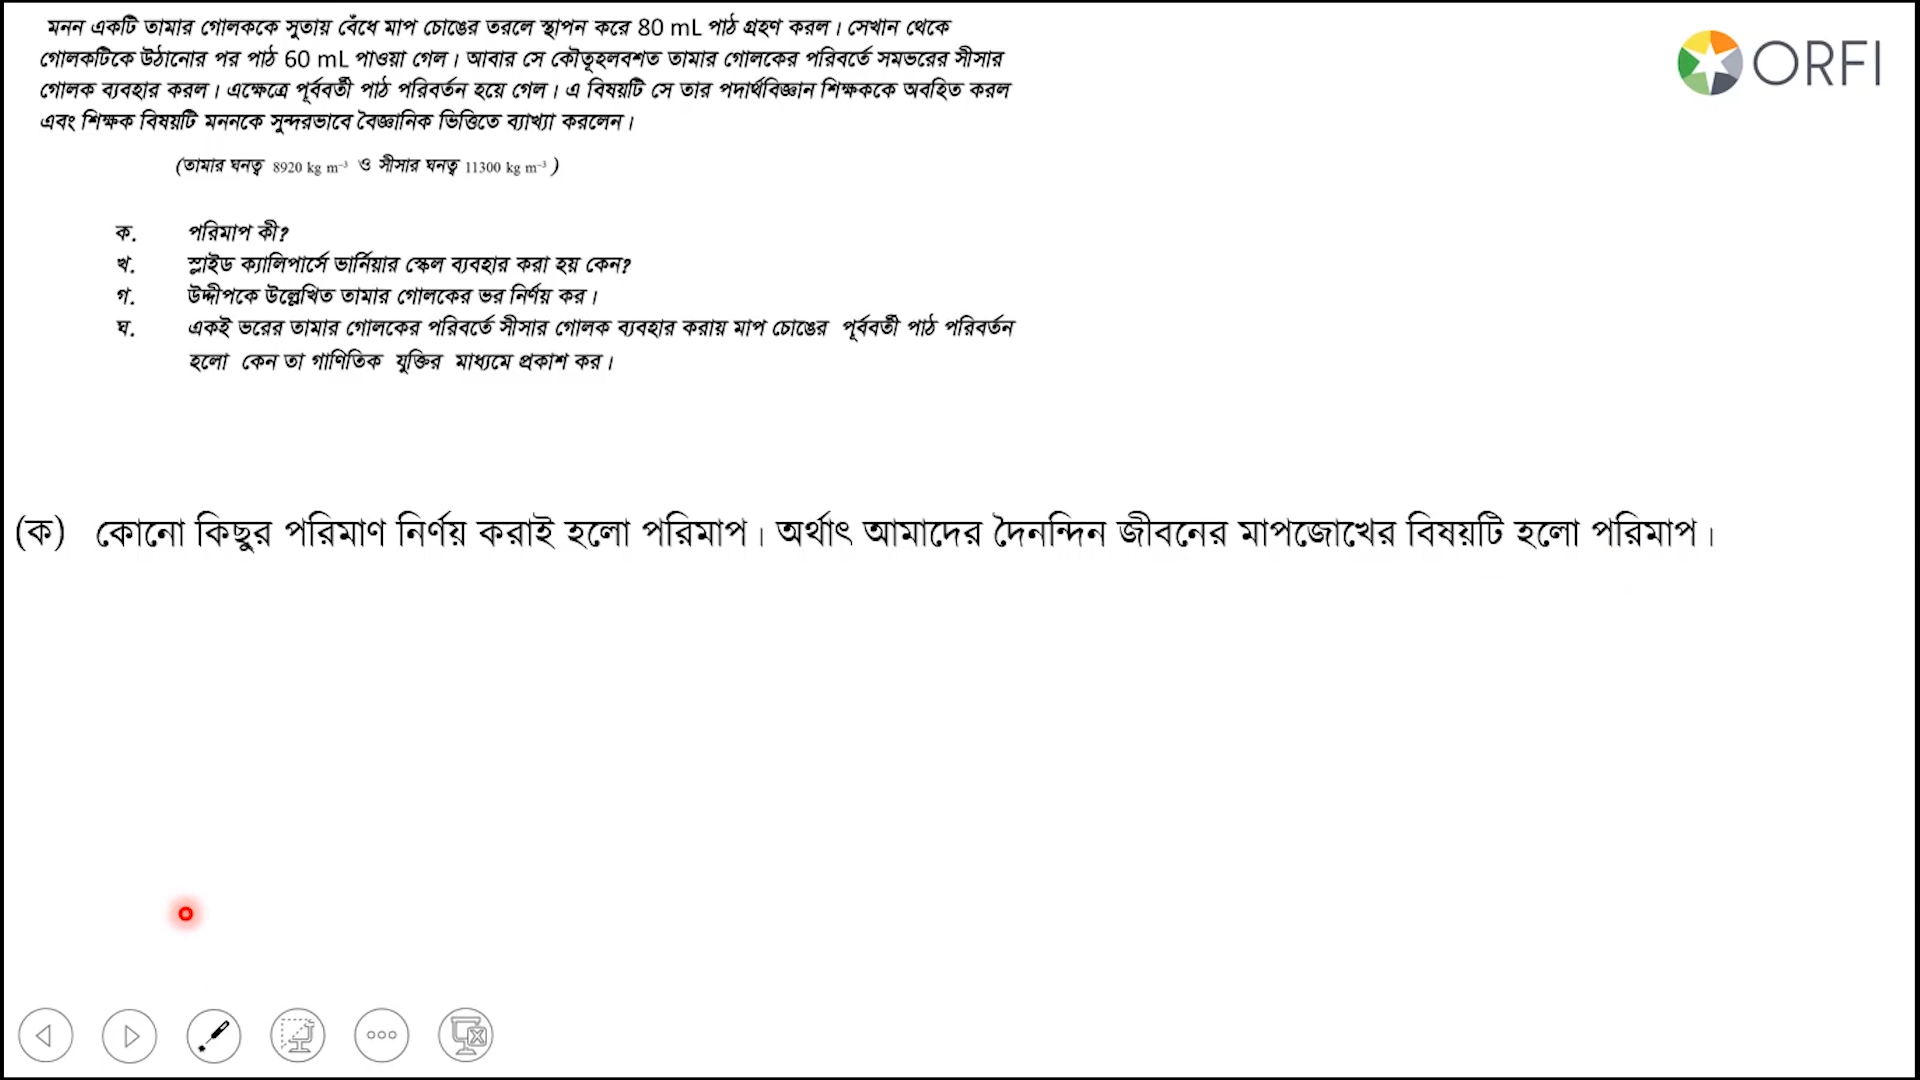 মনন একটি তামার গোলককে সুতায় বেঁধে মাপ চোঙের তরলে স্থাপন করে 80 mL পাঠ গ্রহণ করল। সেখান থেকে
ORFI
গোলকটিকে উঠানোর পর পাঠ 60 mL পাওয়া গেল। আবার সে কৌতূহলবশত তামার গোলকের পরিবর্তে সমভরের সীসার
গোলক ব্যবহার করল। এক্ষেত্রে পূর্ববর্তী পাঠ পরিবর্তন হয়ে গেল। এ বিষয়টি সে তার পদার্থবিজ্ঞান শিক্ষককে অবহিত করল
এবং শিক্ষক বিষয়টি মননকে সুন্দরভাবে বৈজ্ঞানিক ভিত্তিতে ব্যাখ্যা করলেন।
(তামার ঘনত্ব 8920 kg m⁻³ ও সীসার ঘনত্ব 11300 kg m⁻³)
ক. পরিমাপ কী?
খ. স্লাইড ক্যালিপার্সে ভার্নিয়ার স্কেল ব্যবহার করা হয় কেন?
গ. উদ্দীপকে উল্লেখিত তামার গোলকের ভর নির্ণয় কর।
ঘ. একই ভরের তামার গোলকের পরিবর্তে সীসার গোলক ব্যবহার করায় মাপ চোঙের পূর্ববর্তী পাঠ পরিবর্তন
হলো কেন তা গাণিতিক যুক্তির মাধ্যমে প্রকাশ কর।
(ক) কোনো কিছুর পরিমাণ নির্ণয় করাই হলো পরিমাপ। অর্থাৎ আমাদের দৈনন্দিন জীবনের মাপজোখের বিষয়টি হলো পরিমাপ।